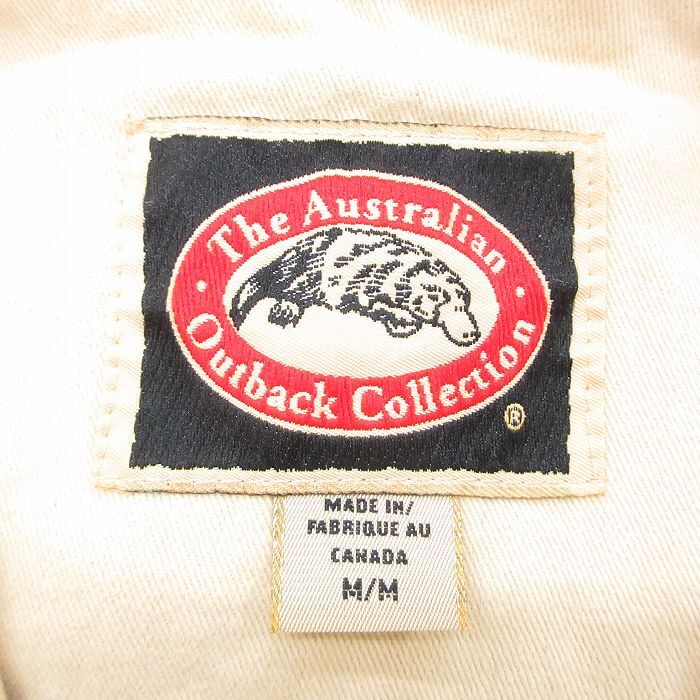 The Australian
Outback Collection
®
MADE IN/
FABRIQUE AU
CANADA
M/M